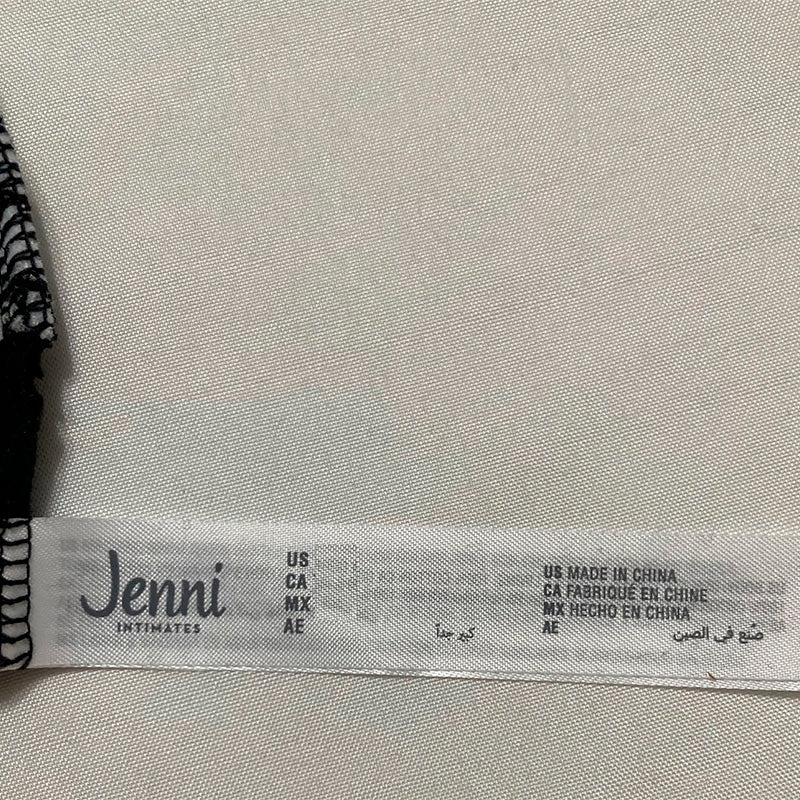 Jenni
INTIMATES
US
CA
MX
AE كبير جداً
US MADE IN CHINA
CA FABRIQUÉ EN CHINE
MX HECHO EN CHINA
AE صُنع في الصين